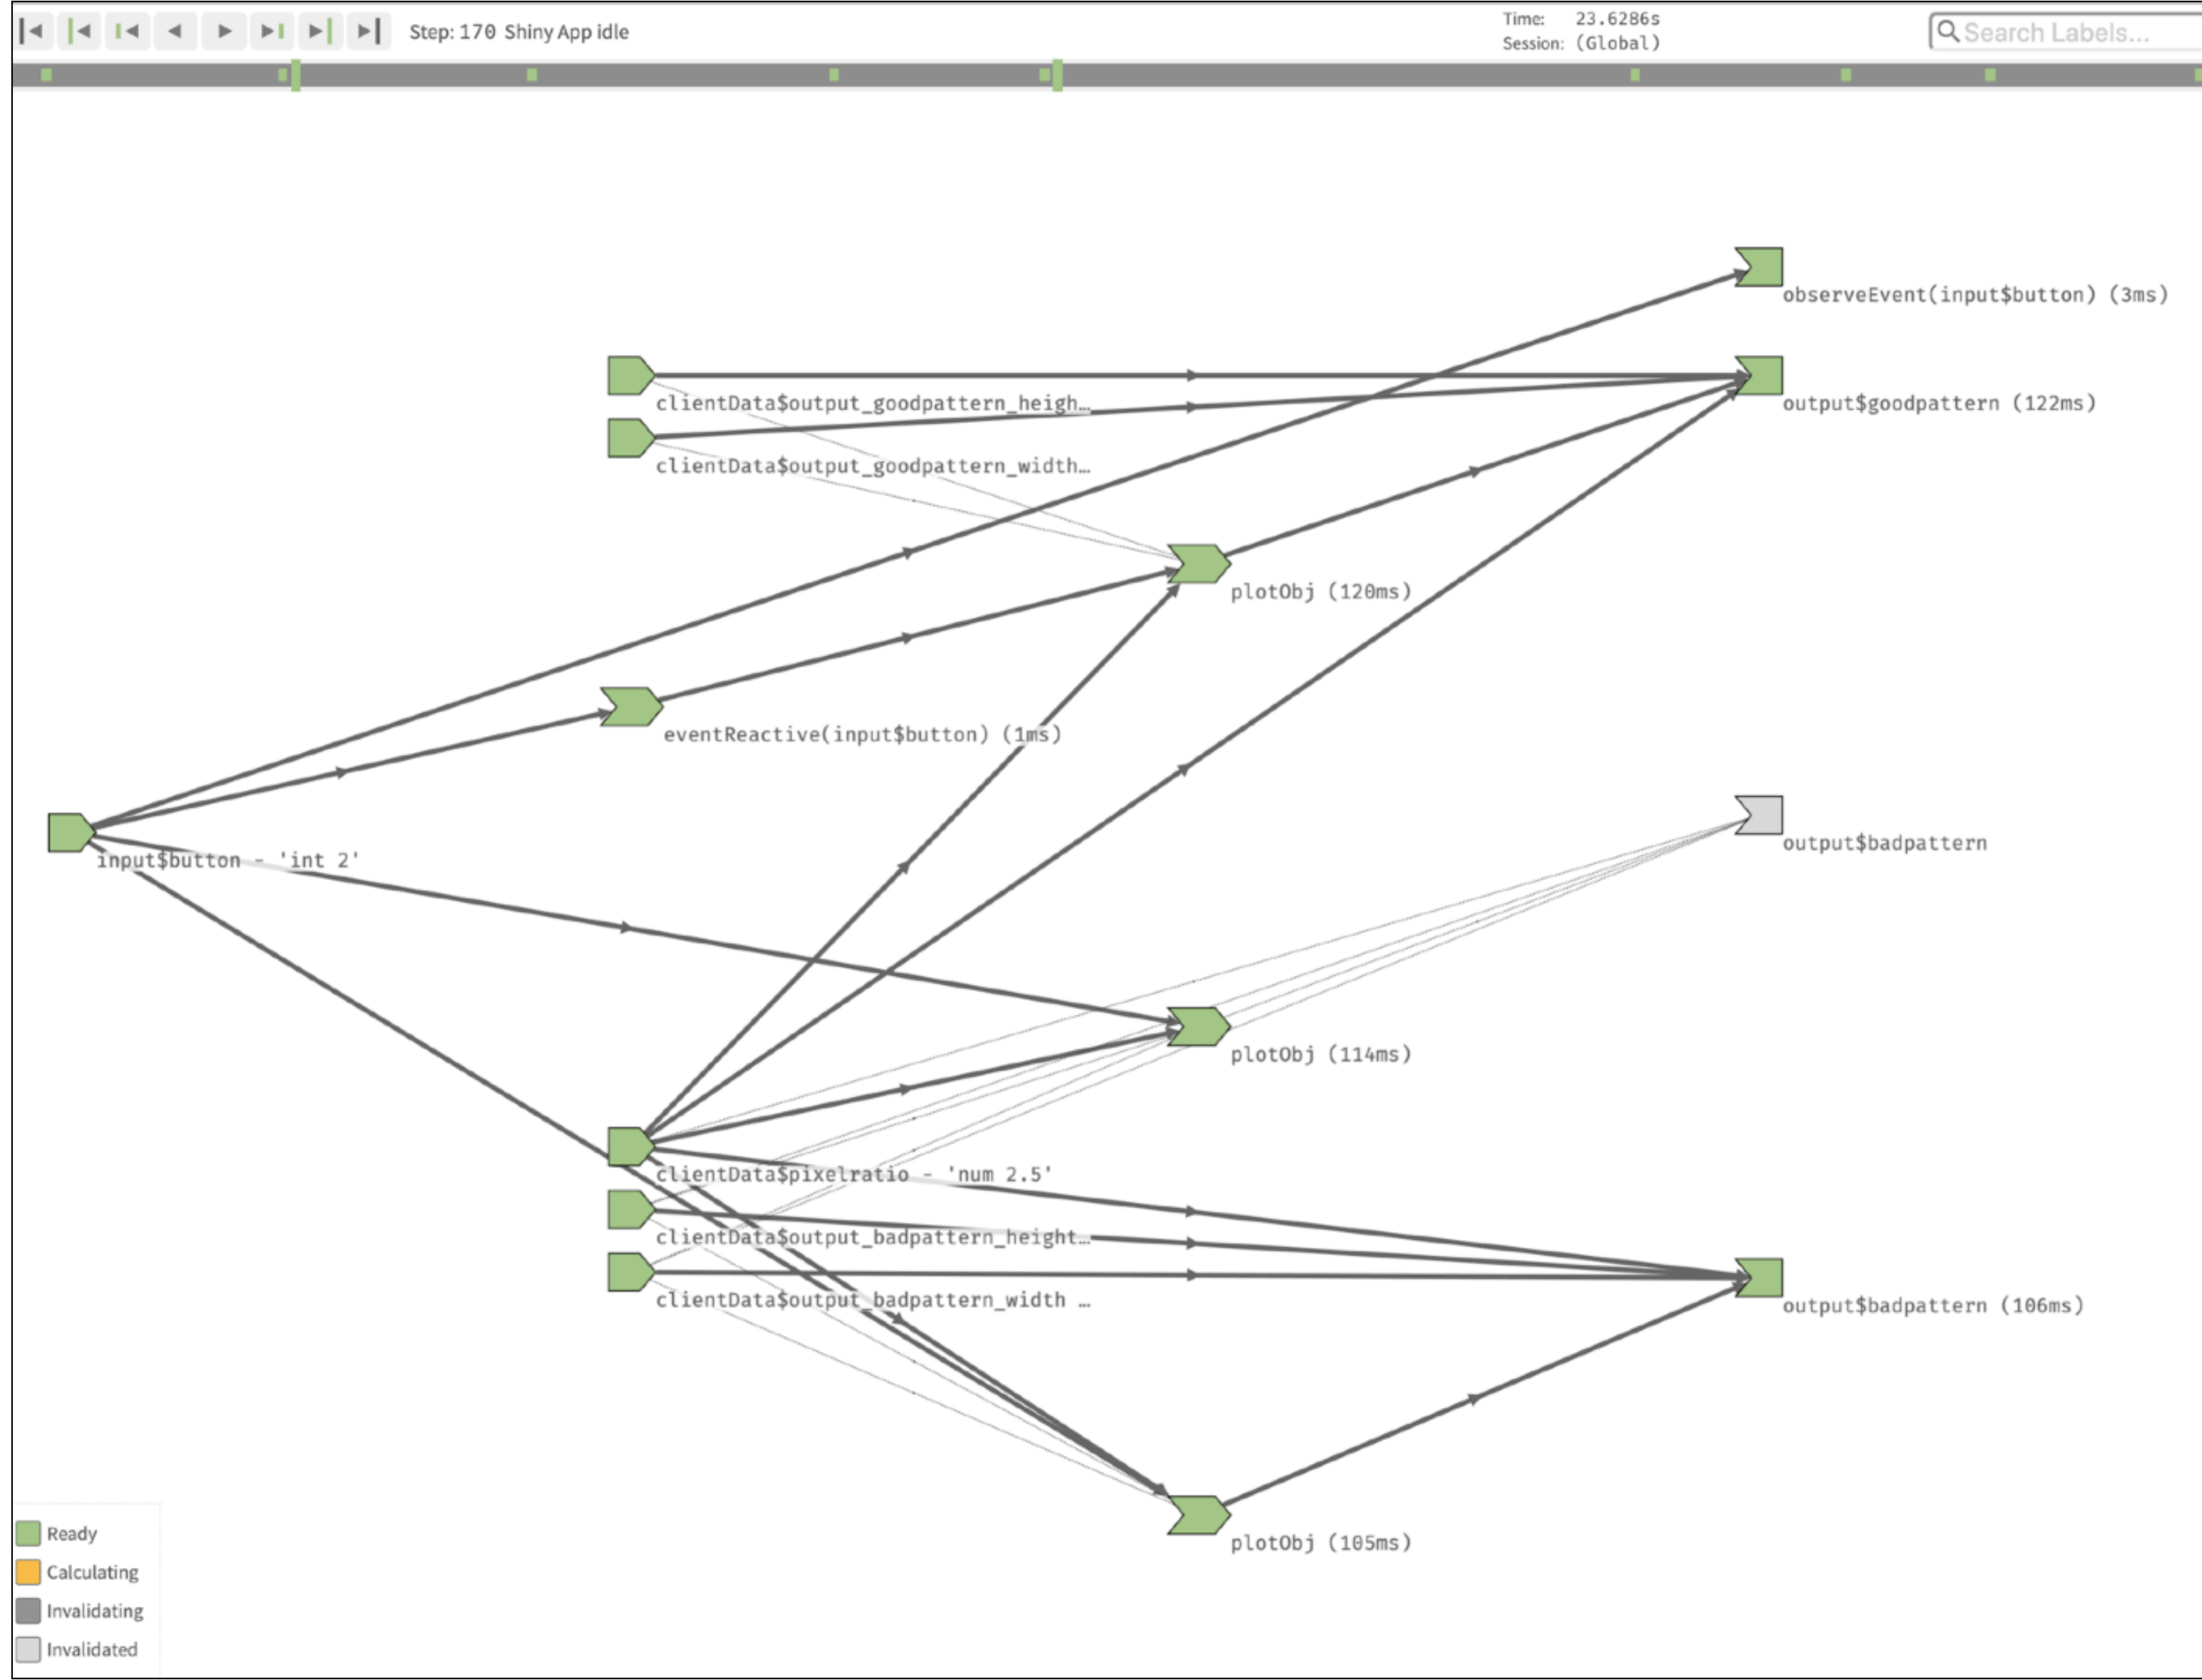 Step: 170 Shiny App idle
Time: 23.6286s
Session: (Global)
Search Labels...
observeEvent(input$button) (3ms)
clientData$output_goodpattern_heigh…
output$goodpattern (122ms)
clientData$output_goodpattern_width…
plotObj (120ms)
eventReactive(input$button) (1ms)
input$button - 'int 2'
output$badpattern
plotObj (114ms)
clientData$pixelratio - 'num 2.5'
clientData$output_badpattern_height…
clientData$output_badpattern_width …
output$badpattern (106ms)
plotObj (105ms)
Ready
Calculating
Invalidating
Invalidated